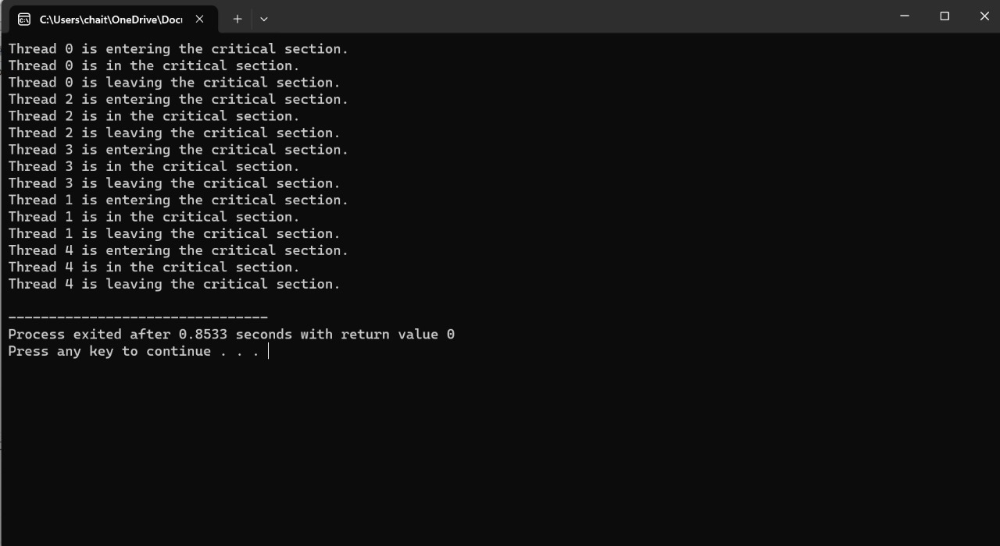 C:\Users\chait\OneDrive\Docu
Thread 0 is entering the critical section.
Thread 0 is in the critical section.
Thread 0 is leaving the critical section.
Thread 2 is entering the critical section.
Thread 2 is in the critical section.
Thread 2 is leaving the critical section.
Thread 3 is entering the critical section.
Thread 3 is in the critical section.
Thread 3 is leaving the critical section.
Thread 1 is entering the critical section.
Thread 1 is in the critical section.
Thread 1 is leaving the critical section.
Thread 4 is entering the critical section.
Thread 4 is in the critical section.
Thread 4 is leaving the critical section.
--------------------------------
Process exited after 0.8533 seconds with return value 0
Press any key to continue . . .